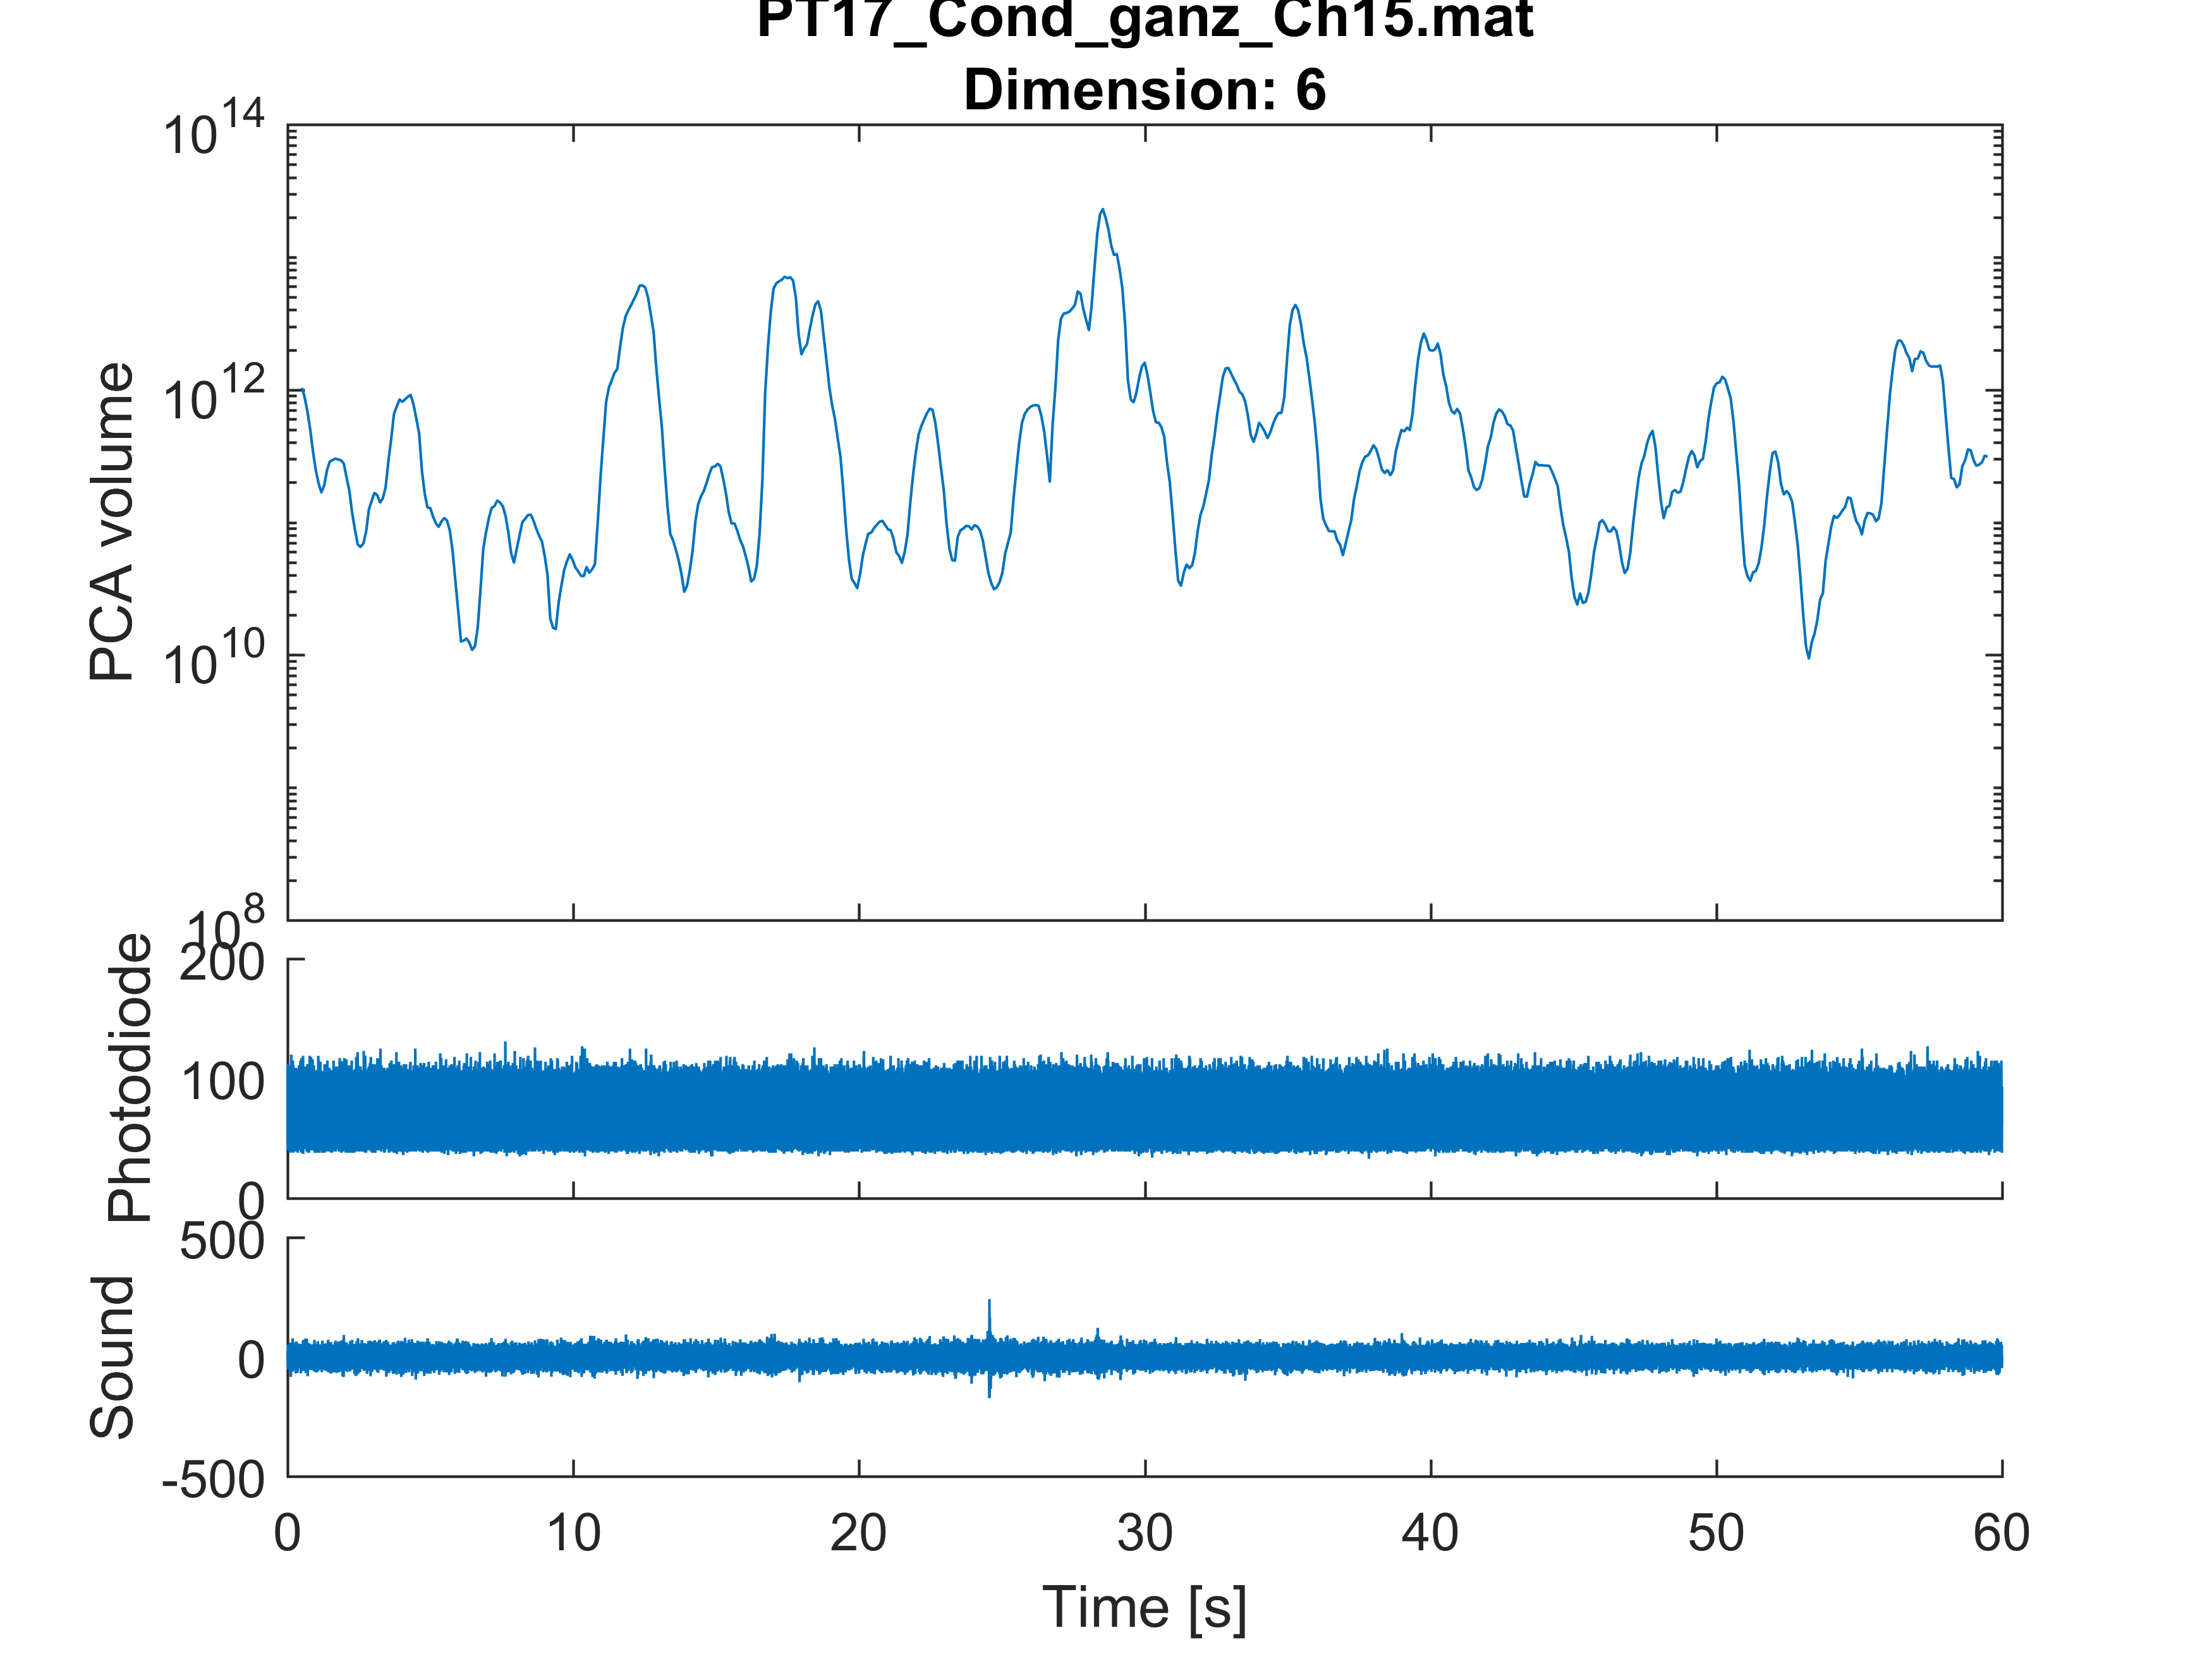 PT17_Cond_ganz_Ch15.mat
Dimension: 6
10^14
10^12
10^10
10^8
PCA volume
200
100
0
Photodiode
500
0
-500
Sound
0 10 20 30 40 50 60
Time [s]